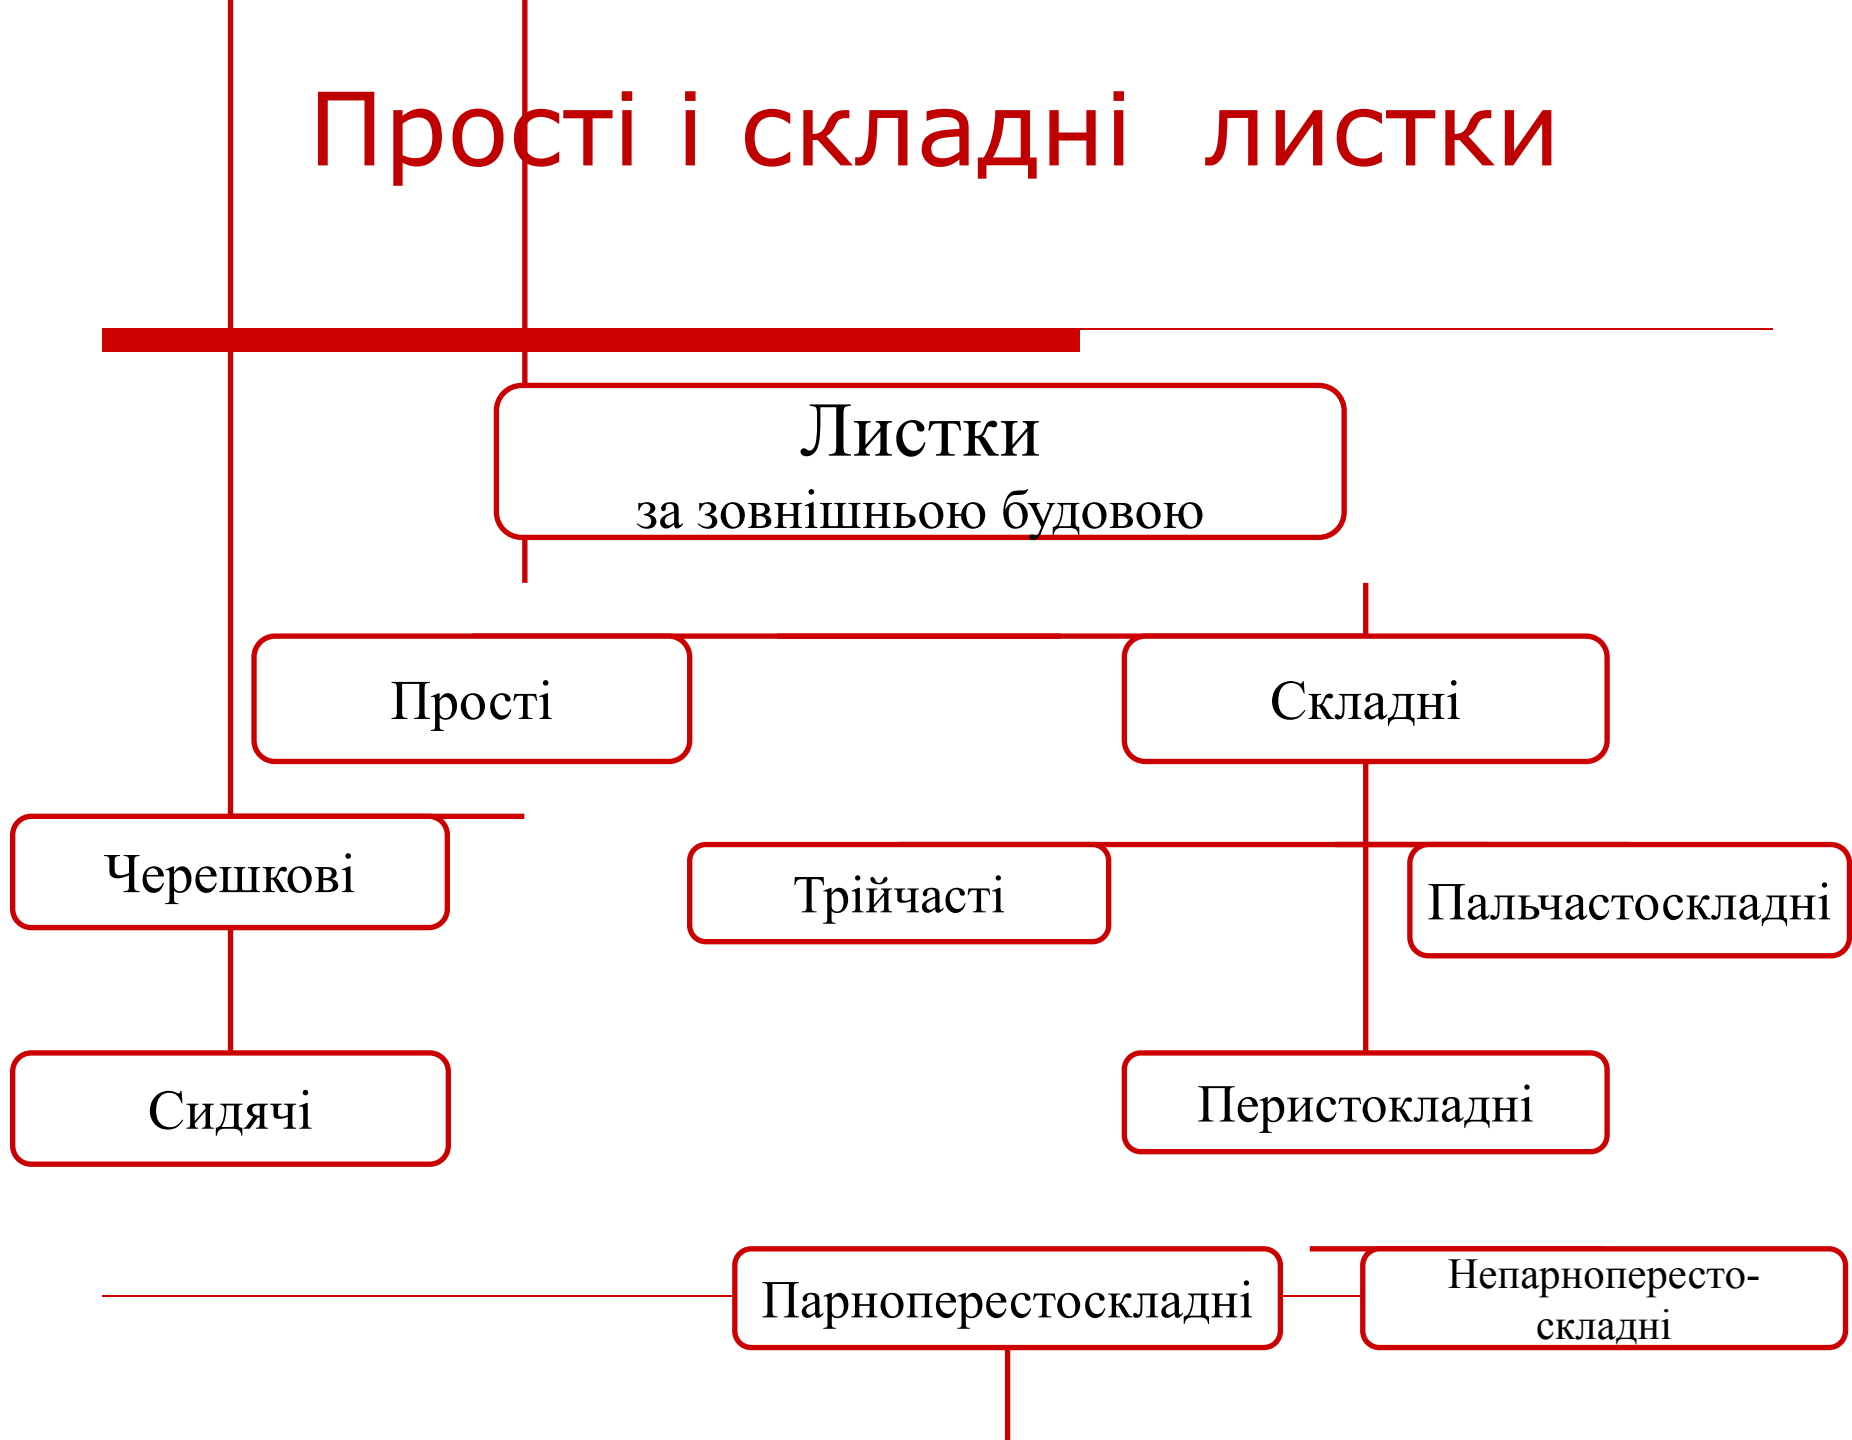 Прості і складні листки
Листки
за зовнішньою будовою
Прості
Складні
Черешкові
Трійчасті
Пальчастоскладні
Сидячі
Перистокладні
Парноперестоскладні
Непарнопересто-
складні